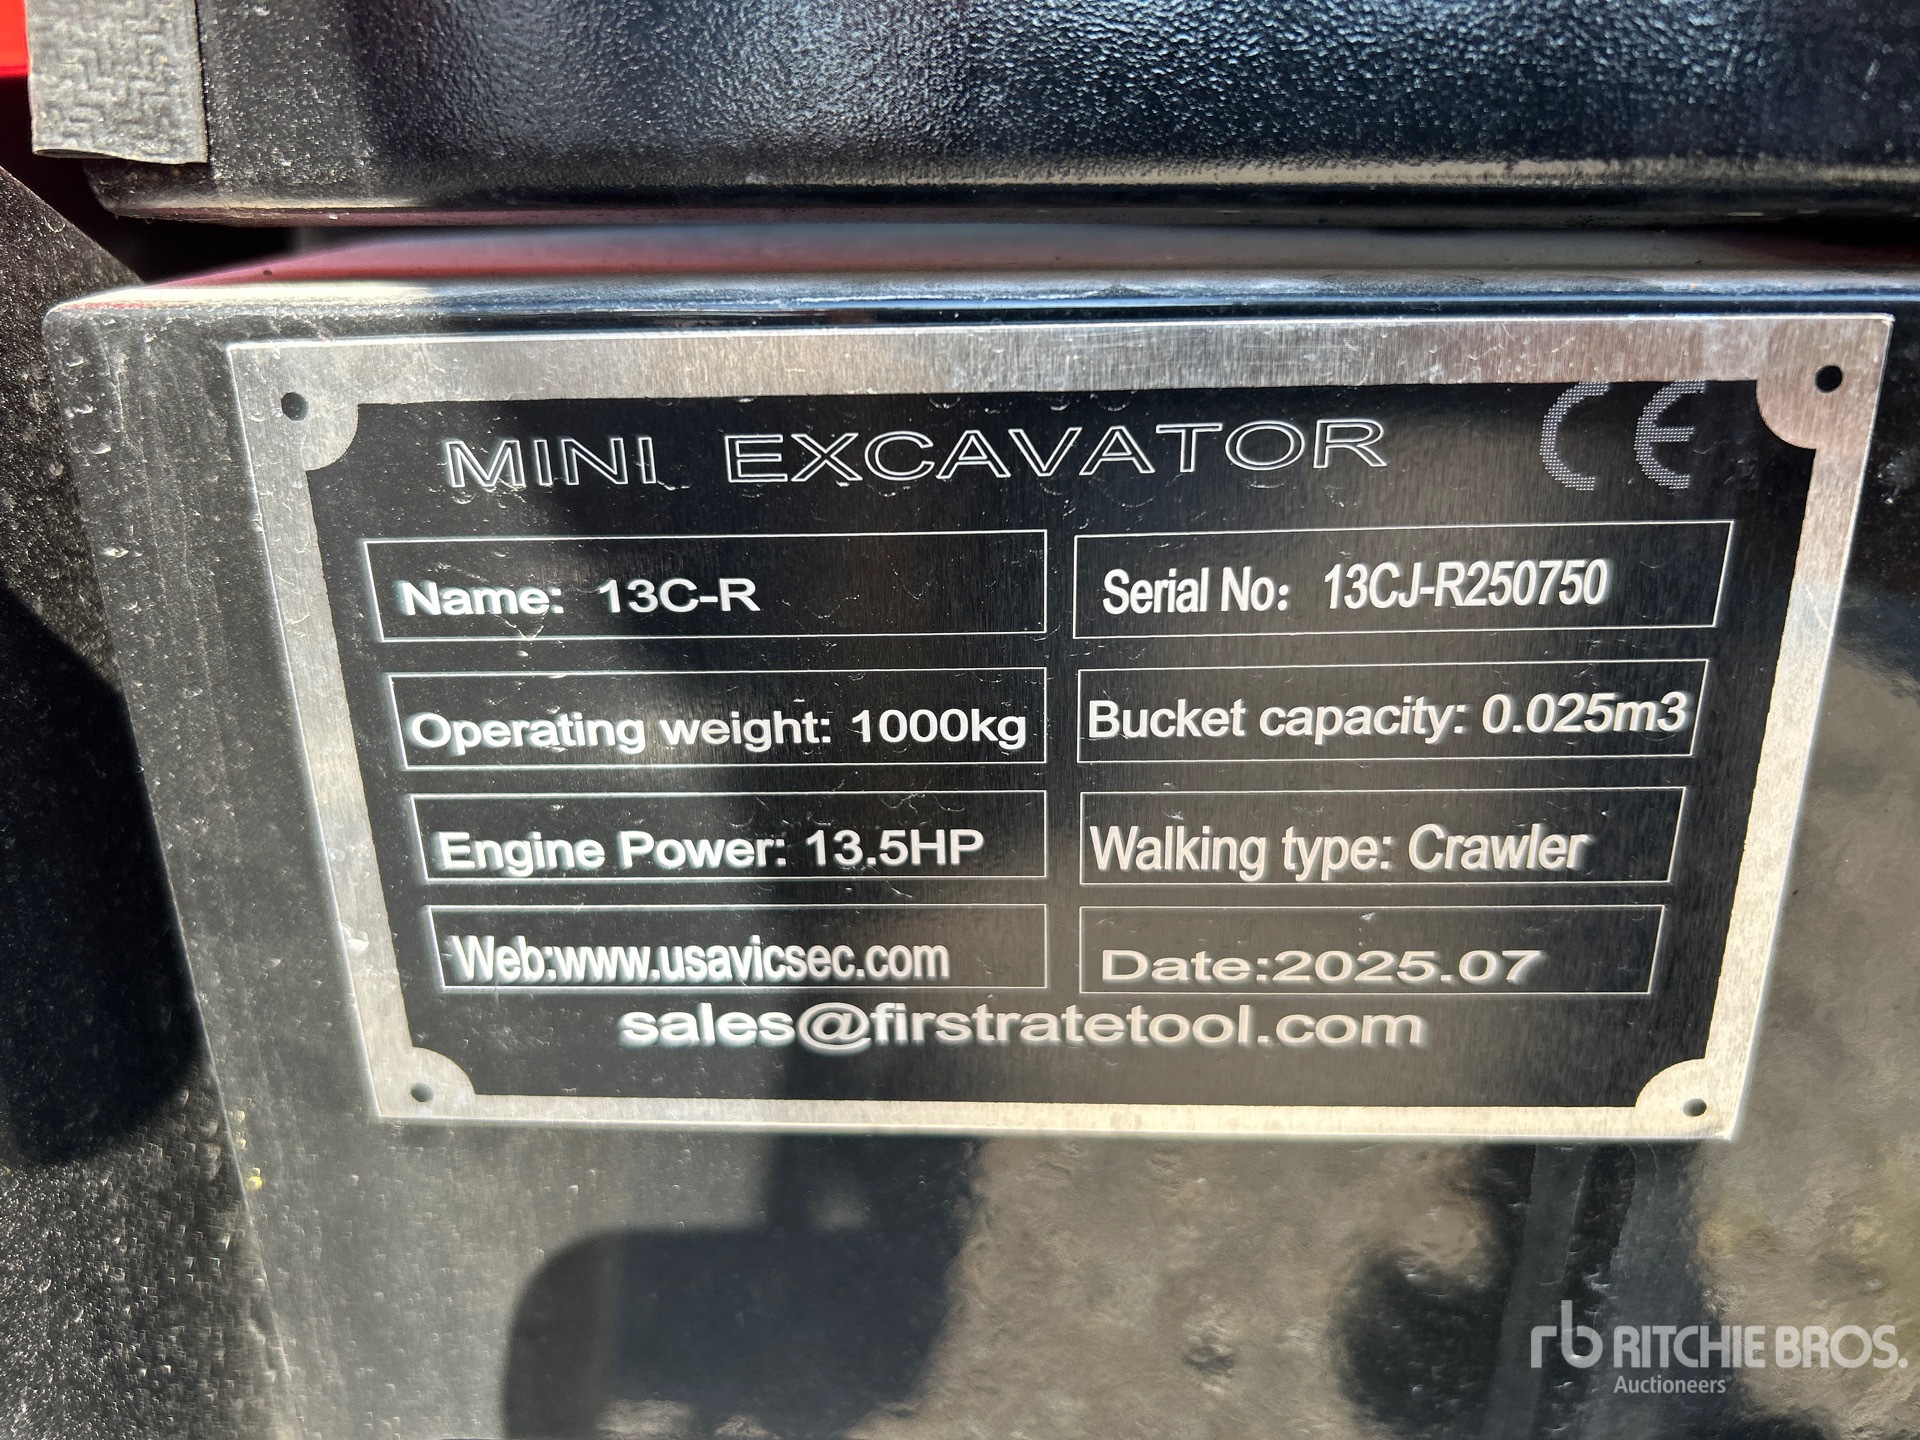 MINI EXCAVATOR CE
Name: 13C-R
Serial No: 13CJ-R250750
Operating weight: 1000kg
Bucket capacity: 0.025m3
Engine Power: 13.5HP
Walking type: Crawler
Web:www.usavicsec.com
Date:2025.07
sales@firstratetool.com
rb RITCHIE BROS.
Auctioneers